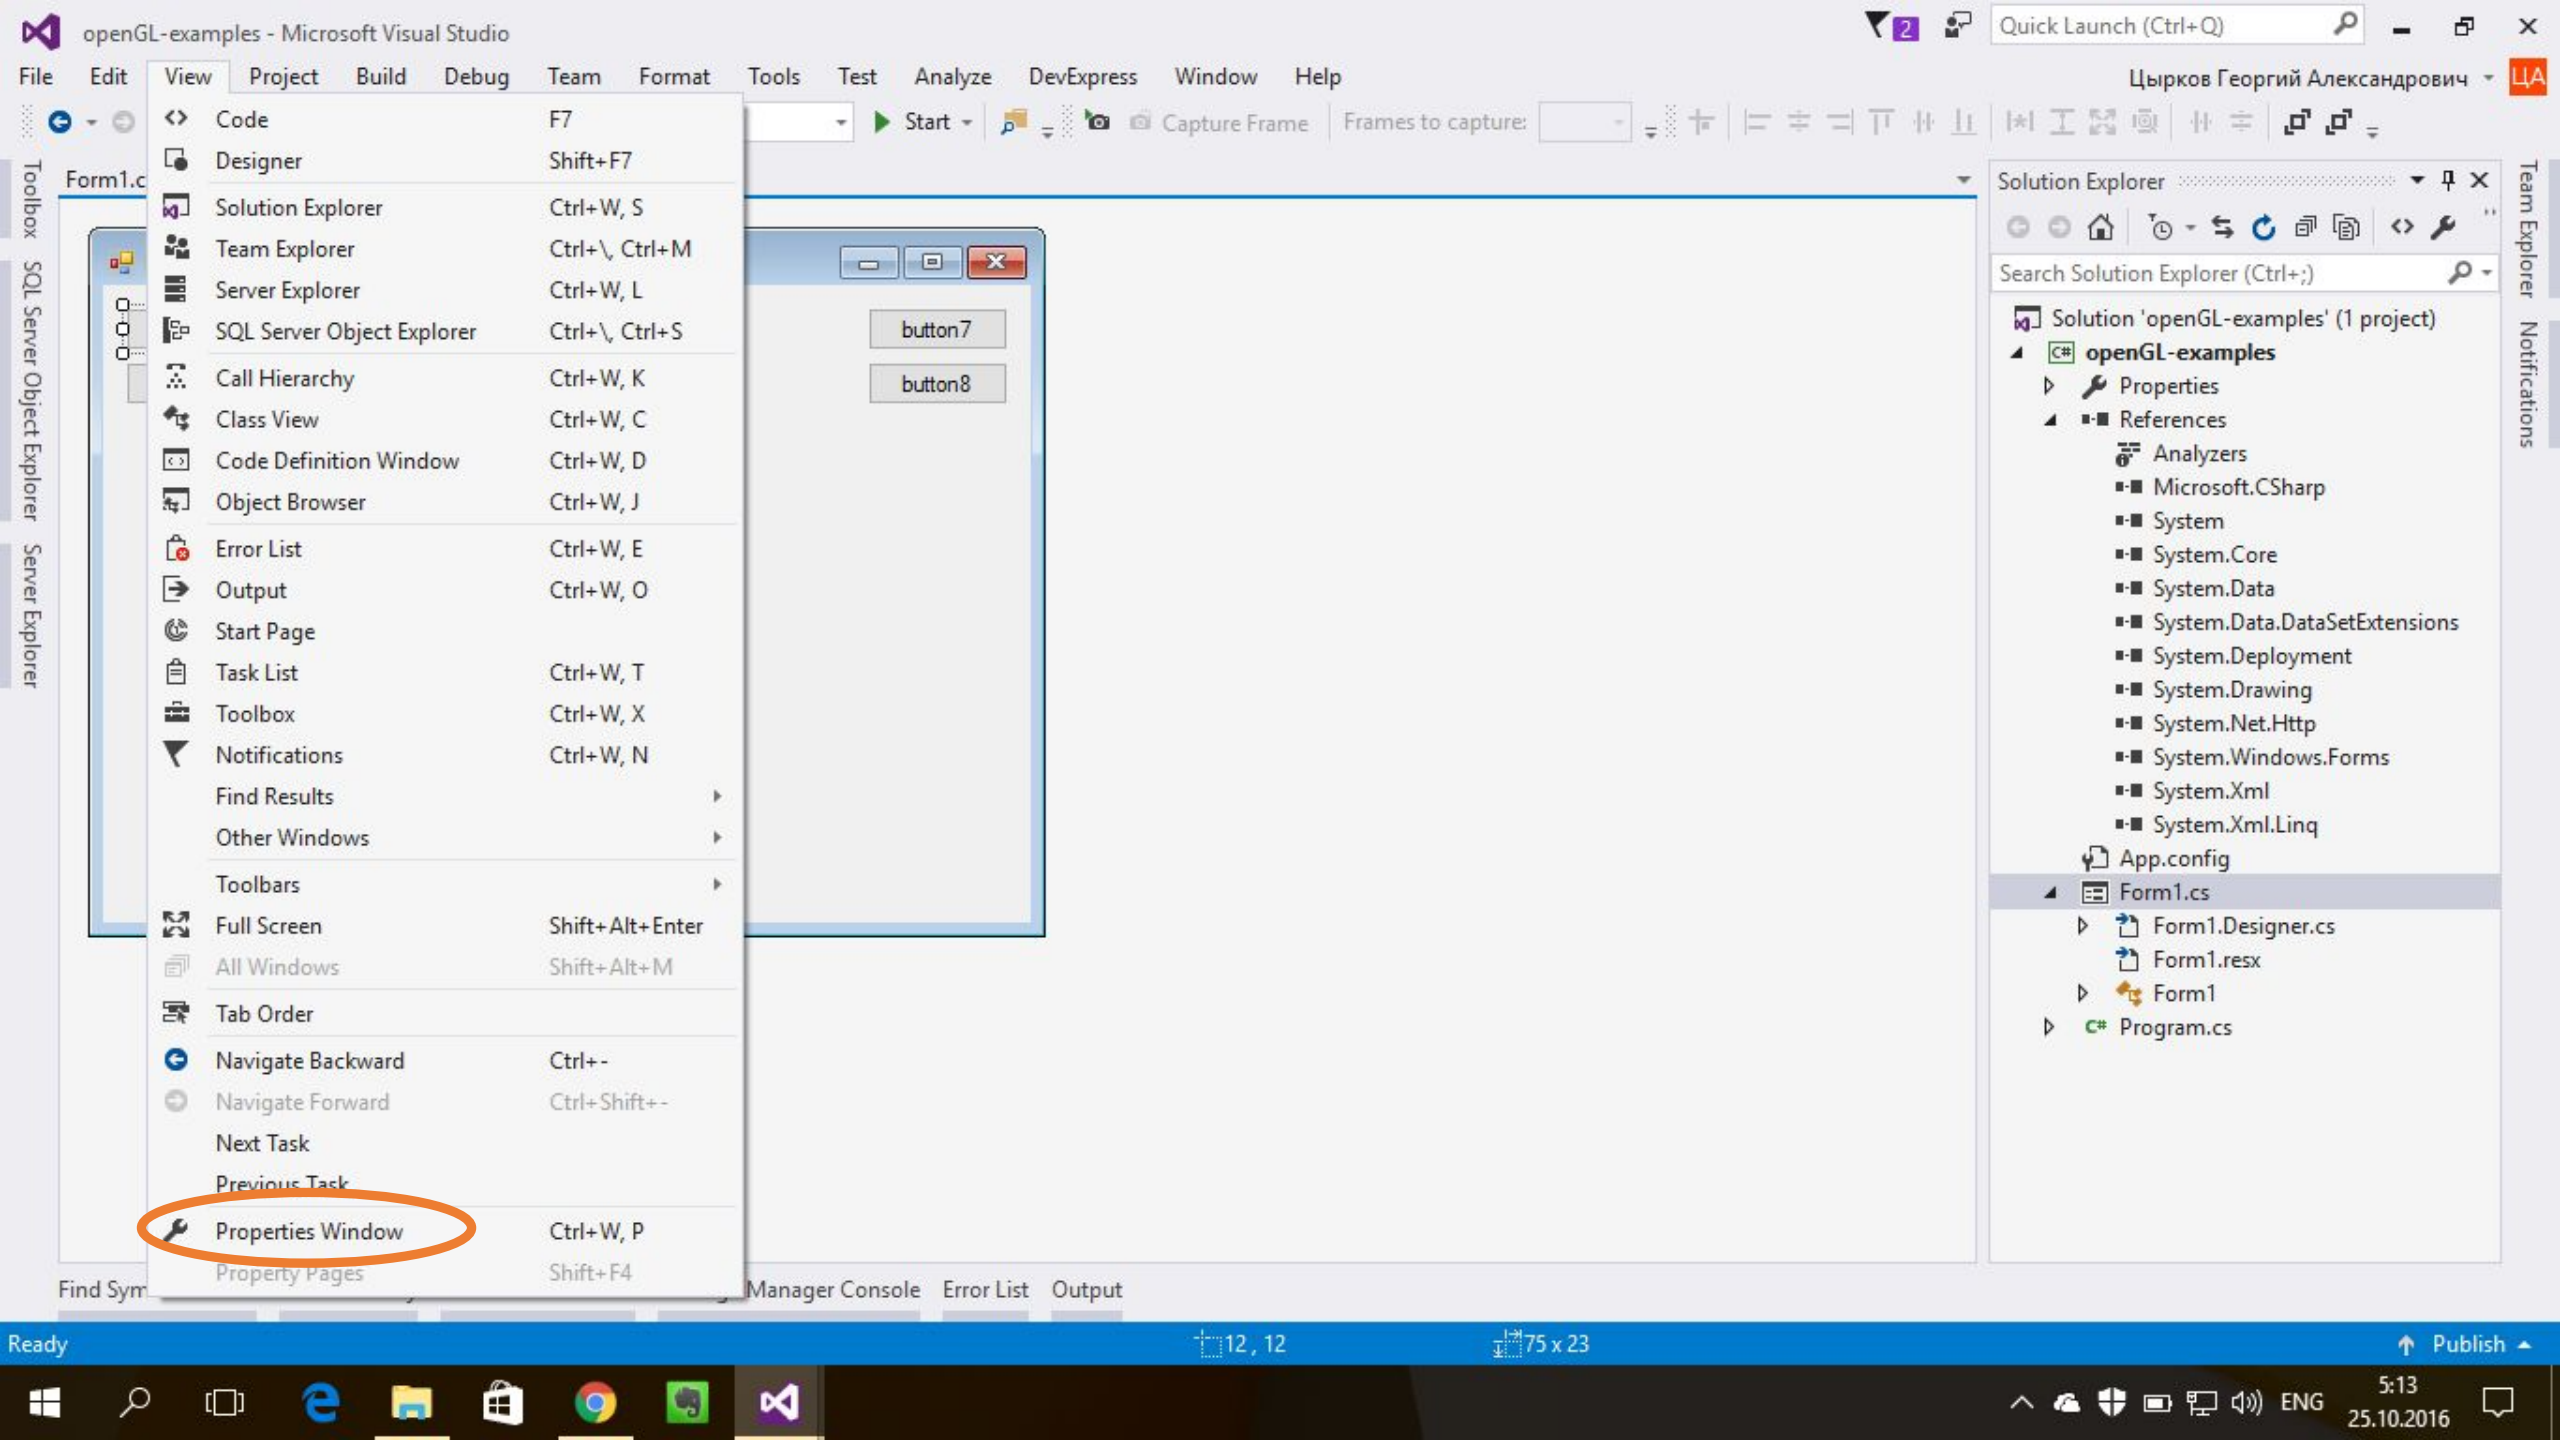 openGL-examples - Microsoft Visual Studio
2
Quick Launch (Ctrl+Q)
File Edit View Project Build Debug Team Format Tools Test Analyze DevExpress Window Help
Цырков Георгий Александрович
ЦА
Start
Capture Frame
Frames to capture:
Toolbox
SQL Server Object Explorer
Server Explorer
Form1.c
Code F7
Designer Shift+F7
Solution Explorer Ctrl+W, S
Team Explorer Ctrl+\, Ctrl+M
Server Explorer Ctrl+W, L
SQL Server Object Explorer Ctrl+\, Ctrl+S
Call Hierarchy Ctrl+W, K
Class View Ctrl+W, C
Code Definition Window Ctrl+W, D
Object Browser Ctrl+W, J
Error List Ctrl+W, E
Output Ctrl+W, O
Start Page
Task List Ctrl+W, T
Toolbox Ctrl+W, X
Notifications Ctrl+W, N
Find Results
Other Windows
Toolbars
Full Screen Shift+Alt+Enter
All Windows Shift+Alt+M
Tab Order
Navigate Backward Ctrl+-
Navigate Forward Ctrl+Shift+-
Next Task
Previous Task
Properties Window Ctrl+W, P
Property Pages Shift+F4
button7
button8
Solution Explorer
Search Solution Explorer (Ctrl+;)
Solution 'openGL-examples' (1 project)
C# openGL-examples
Properties
References
Analyzers
Microsoft.CSharp
System
System.Core
System.Data
System.Data.DataSetExtensions
System.Deployment
System.Drawing
System.Net.Http
System.Windows.Forms
System.Xml
System.Xml.Linq
App.config
Form1.cs
Form1.Designer.cs
Form1.resx
Form1
C# Program.cs
Team Explorer
Notifications
Find Sym
Manager Console Error List Output
Ready
12 , 12
75 x 23
Publish
ENG
5:13
25.10.2016